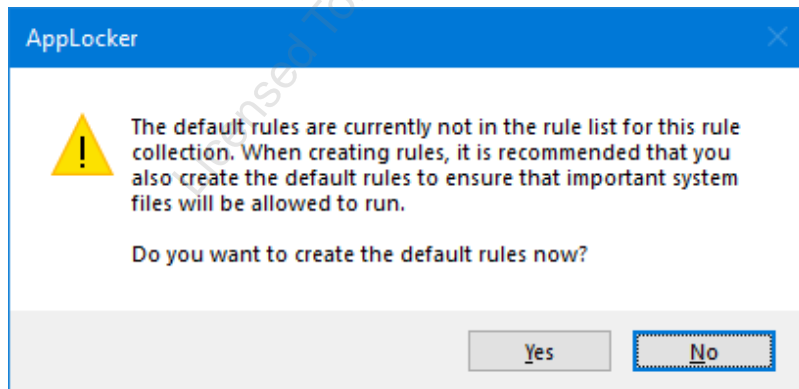 AppLocker
Licensed To
The default rules are currently not in the rule list for this rule
collection. When creating rules, it is recommended that you
also create the default rules to ensure that important system
files will be allowed to run.
Do you want to create the default rules now?
Yes
No